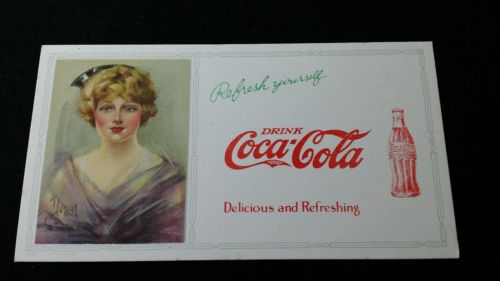 Refresh yourself
DRINK
Coca-Cola
Delicious and Refreshing